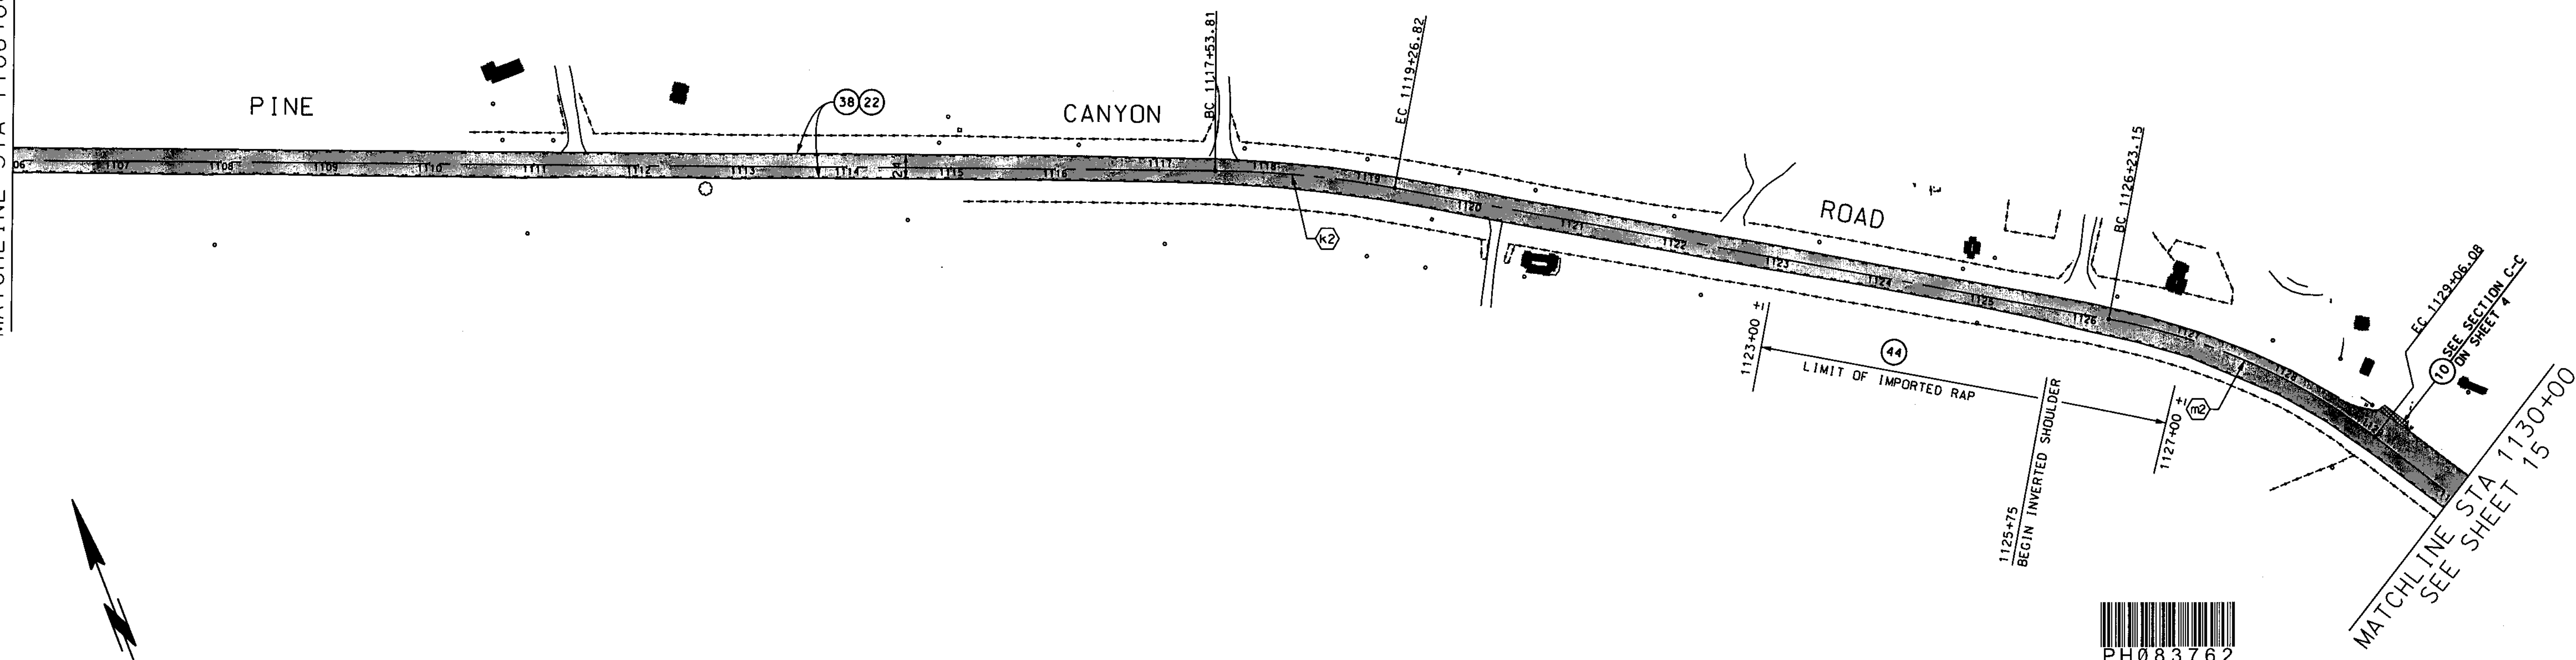 PINE CANYON ROAD
38 22
BC 1117+53.81
EC 1119+26.82
BC 1126+23.15
EC 1129+06.08
10 SEE SECTION C-C
ON SHEET 4
1107 1108 1109 1110 1111 1112 1113 1114 1115 1116 1117 1118 1119 1120 1121 1122 1123 1124 1125 1126 1127 1128
24
k2
1123+00 +1
44
LIMIT OF IMPORTED RAP
1127+00 +1
m2
1125+75
BEGIN INVERTED SHOULDER
MATCHLINE STA 1130+00
SEE SHEET 15
PH083762